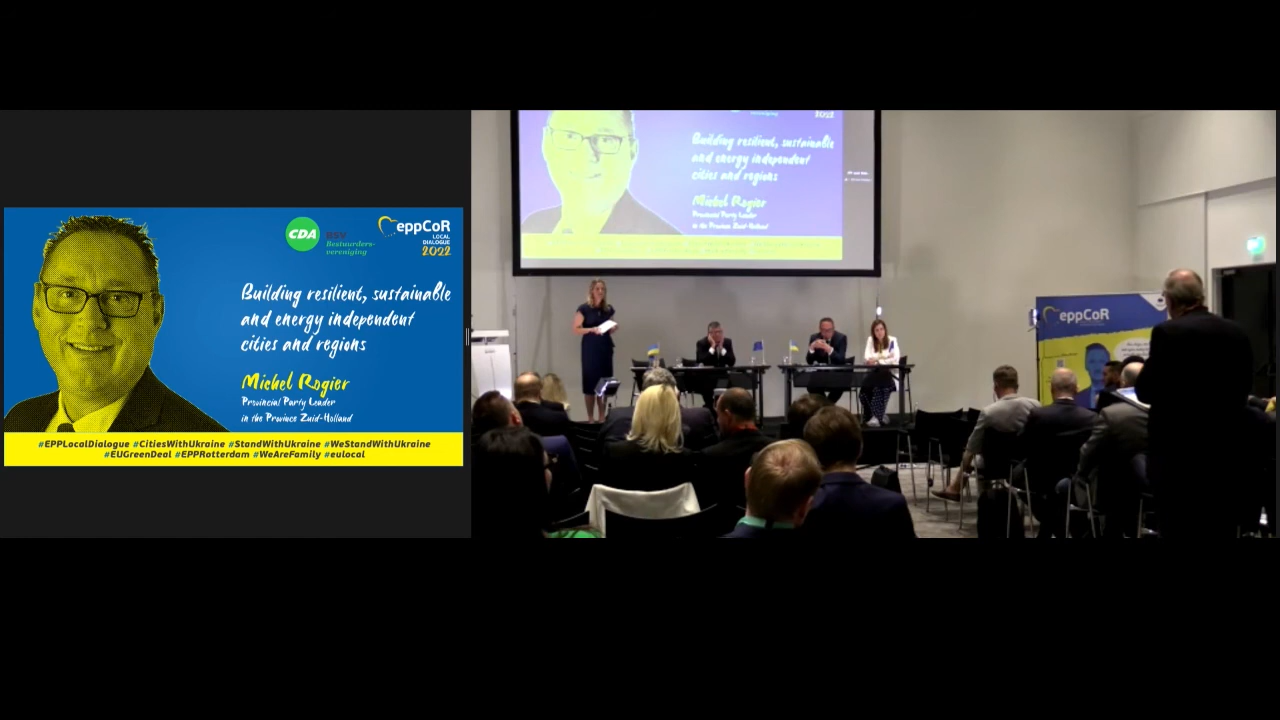 CDA
BSV
Bestuurders-
vereniging
eppCoR
LOCAL
DIALOGUE
2022
Building resilient, sustainable
and energy independent
cities and regions
Michel Rogier
Provincial Party Leader
in the Province Zuid-Holland
#EPPLocalDialogue #CitiesWithUkraine #StandWithUkraine #WeStandWithUkraine
#EUGreenDeal #EPPRotterdam #WeAreFamily #eulocal
2022
Building resilient, sustainable
and energy independent
cities and regions
Michel Rogier
Provincial Party Leader
in the Province Zuid-Holland
eppCoR